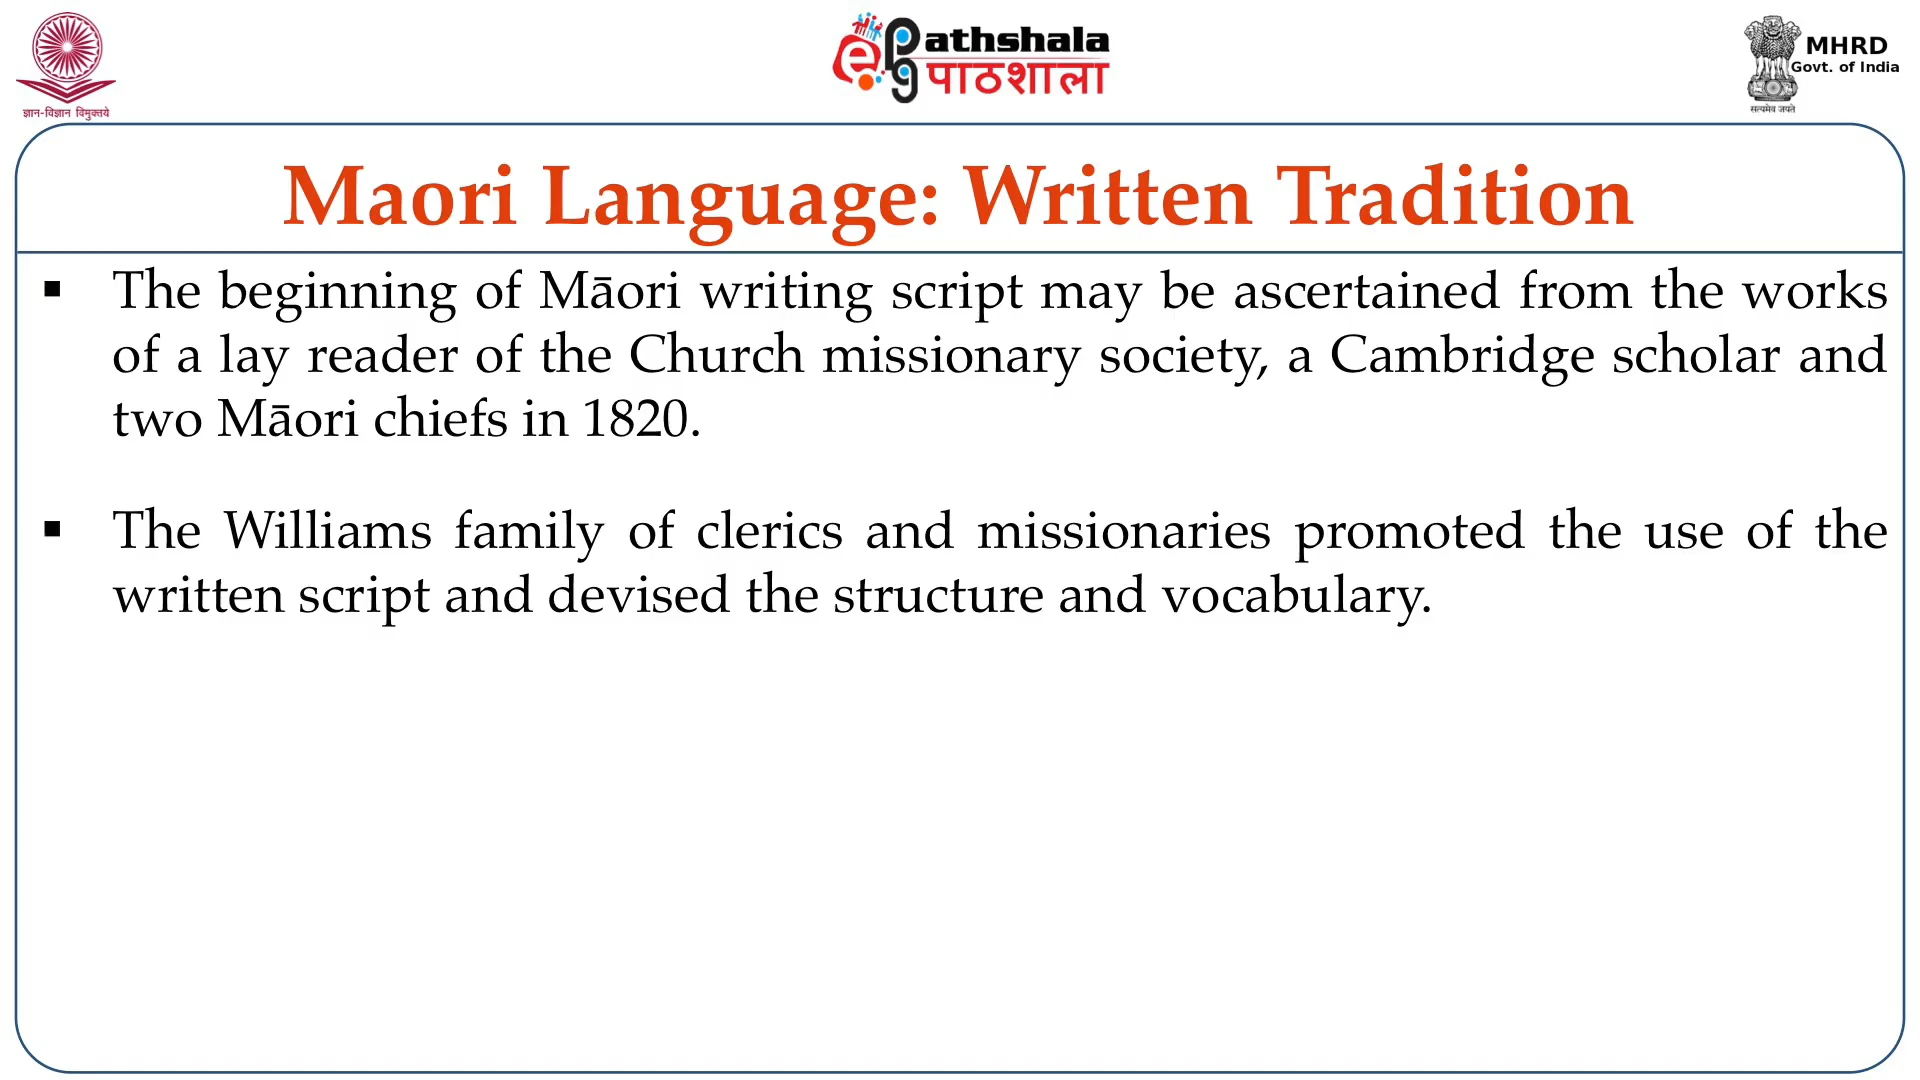 ज्ञान-विज्ञान विमुक्तये
ePg Pathshala
पाठशाला
MHRD
Govt. of India
सत्यमेव जयते
Maori Language: Written Tradition
▪ The beginning of Māori writing script may be ascertained from the works
of a lay reader of the Church missionary society, a Cambridge scholar and
two Māori chiefs in 1820.
▪ The Williams family of clerics and missionaries promoted the use of the
written script and devised the structure and vocabulary.